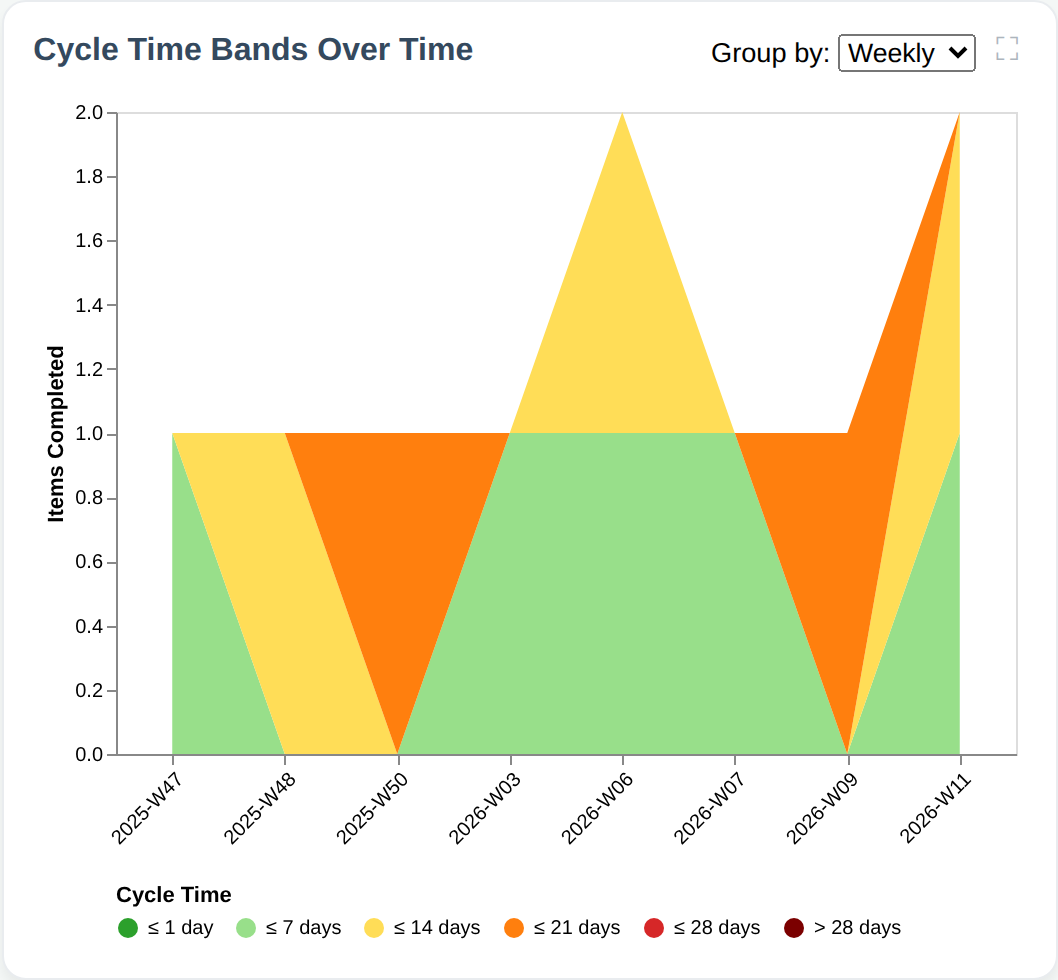 Cycle Time Bands Over Time
Group by: Weekly
2.0
1.8
1.6
1.4
1.2
1.0
0.8
0.6
0.4
0.2
0.0
Items Completed
2025-W47
2025-W48
2025-W50
2026-W03
2026-W06
2026-W07
2026-W09
2026-W11
Cycle Time
≤ 1 day
≤ 7 days
≤ 14 days
≤ 21 days
≤ 28 days
> 28 days